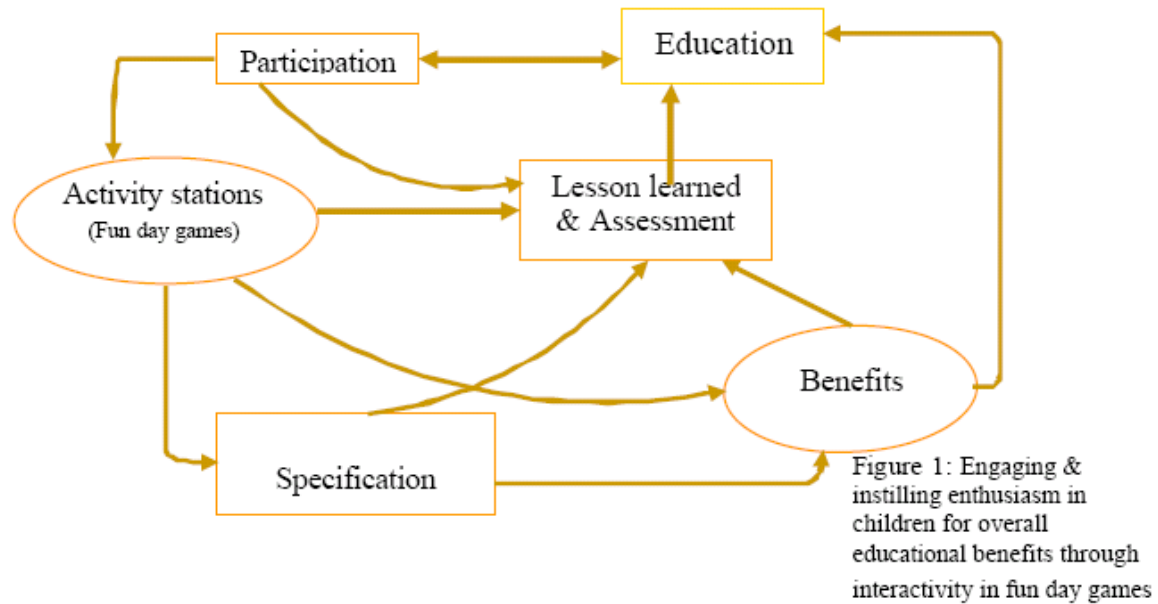 Participation
Education
Activity stations
(Fun day games)
Lesson learned
& Assessment
Benefits
Specification
Figure 1: Engaging &
instilling enthusiasm in
children for overall
educational benefits through
interactivity in fun day games